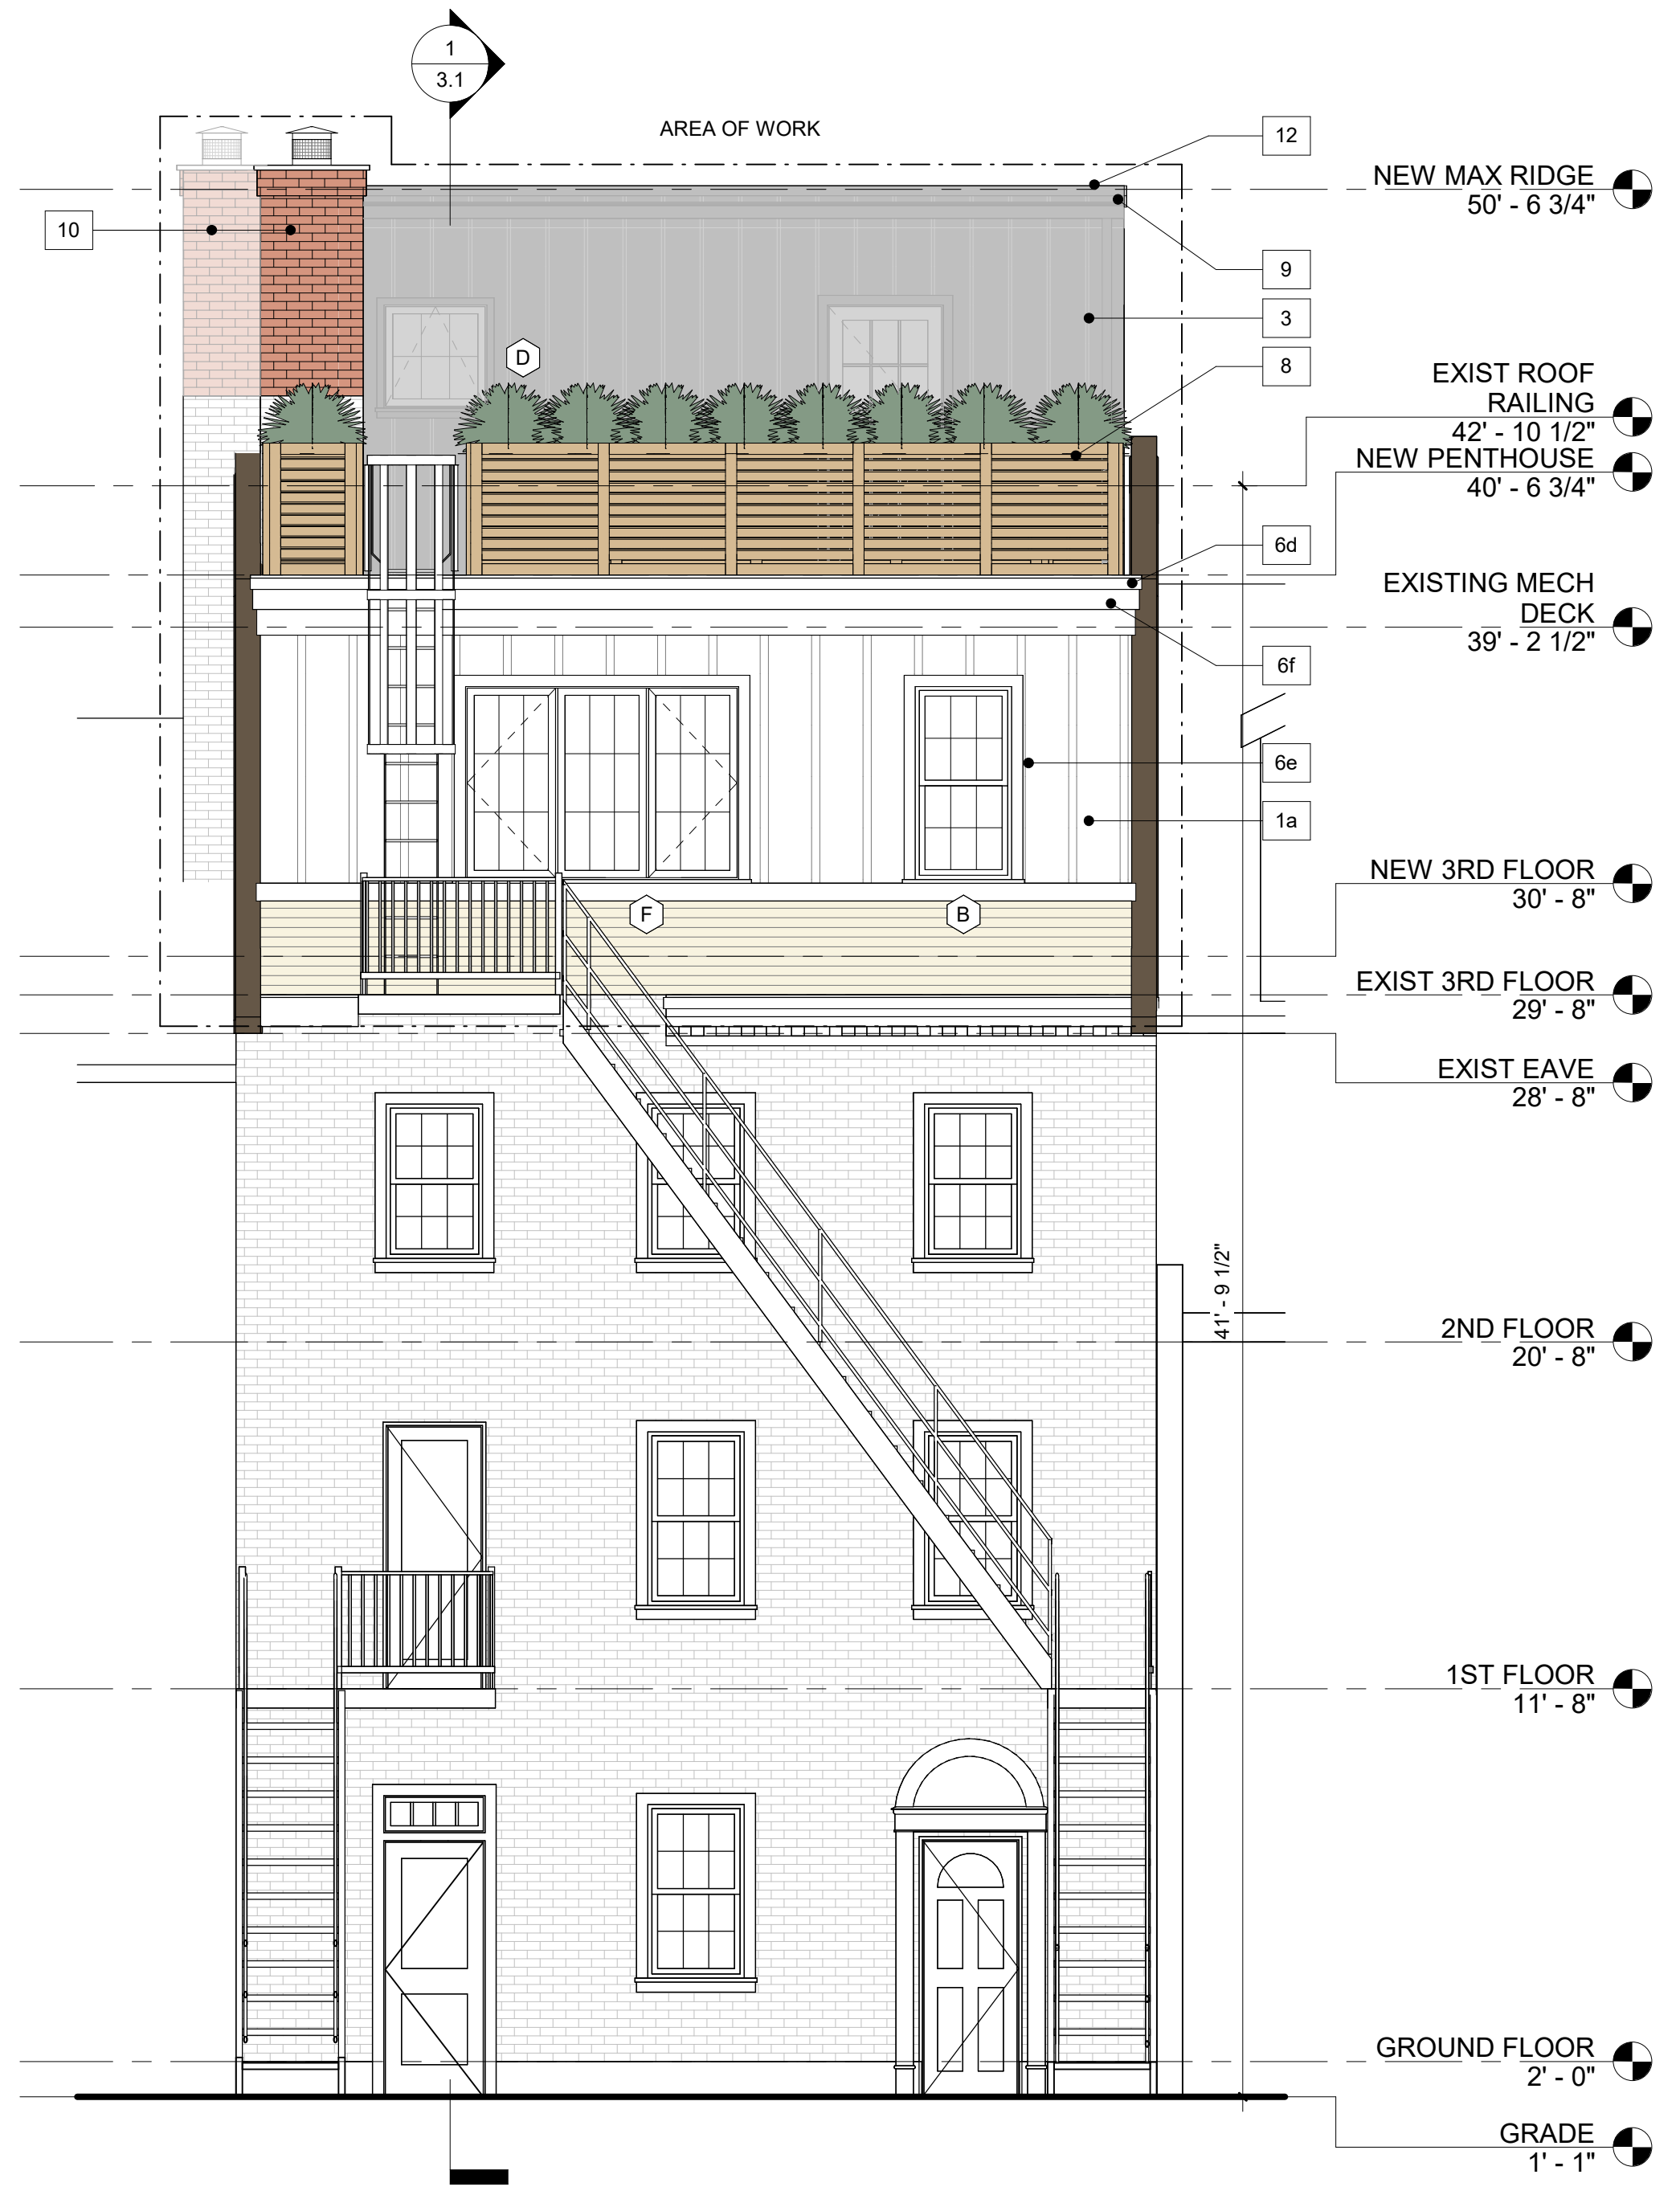 1
3.1
AREA OF WORK
12
NEW MAX RIDGE
50' - 6 3/4"
10
9
3
D
8
EXIST ROOF
RAILING
42' - 10 1/2"
NEW PENTHOUSE
40' - 6 3/4"
6d
EXISTING MECH
DECK
39' - 2 1/2"
6f
6e
1a
NEW 3RD FLOOR
30' - 8"
F
B
EXIST 3RD FLOOR
29' - 8"
EXIST EAVE
28' - 8"
41' - 9 1/2"
2ND FLOOR
20' - 8"
1ST FLOOR
11' - 8"
GROUND FLOOR
2' - 0"
GRADE
1' - 1"